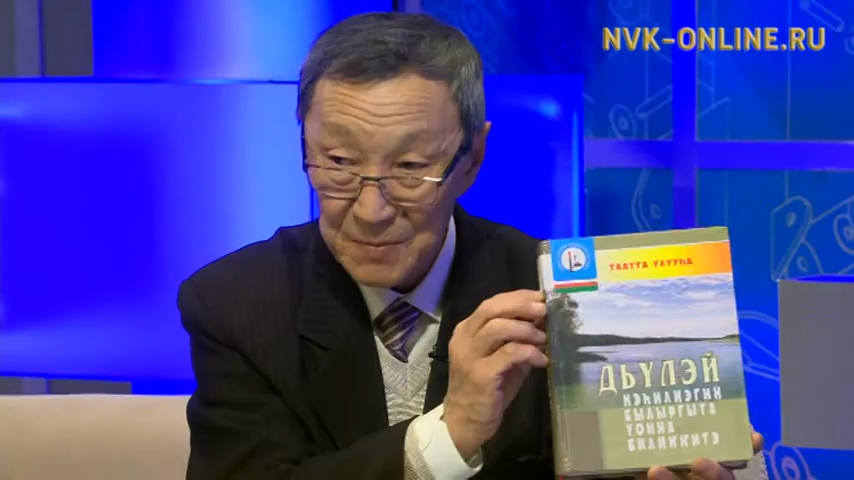 NVK-ONLINE.RU
ТААТТА УЛУУҺА
ДЬҮЛЭЙ
НЭҺИЛИЭГИН
БЫЛЫРГЫТА
УОННА
БИЛИҤҤИТЭ